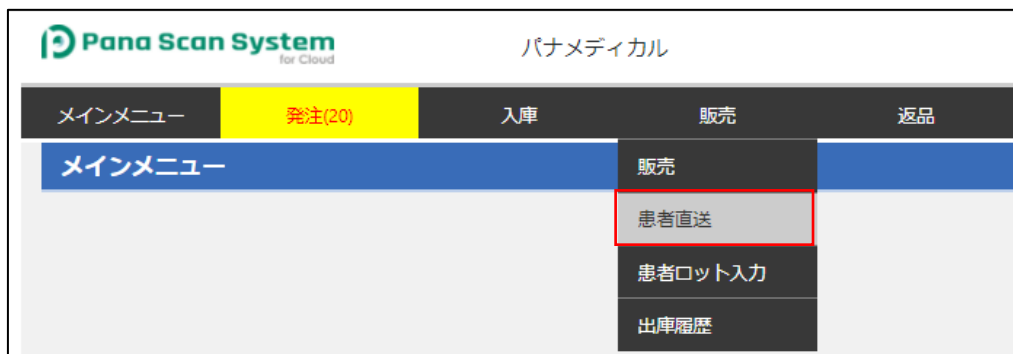 Pana Scan System
for Cloud
パナメディカル
メインメニュー 発注(20) 入庫 販売 返品
メインメニュー
販売
患者直送
患者ロット入力
出庫履歴